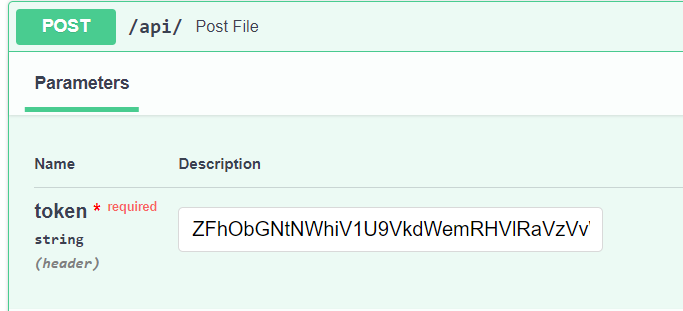 POST /api/ Post File
Parameters
Name Description
token * required
string
(header)
ZFhObGNtNWhiV1U9VkdWemRHVlRaVzVv